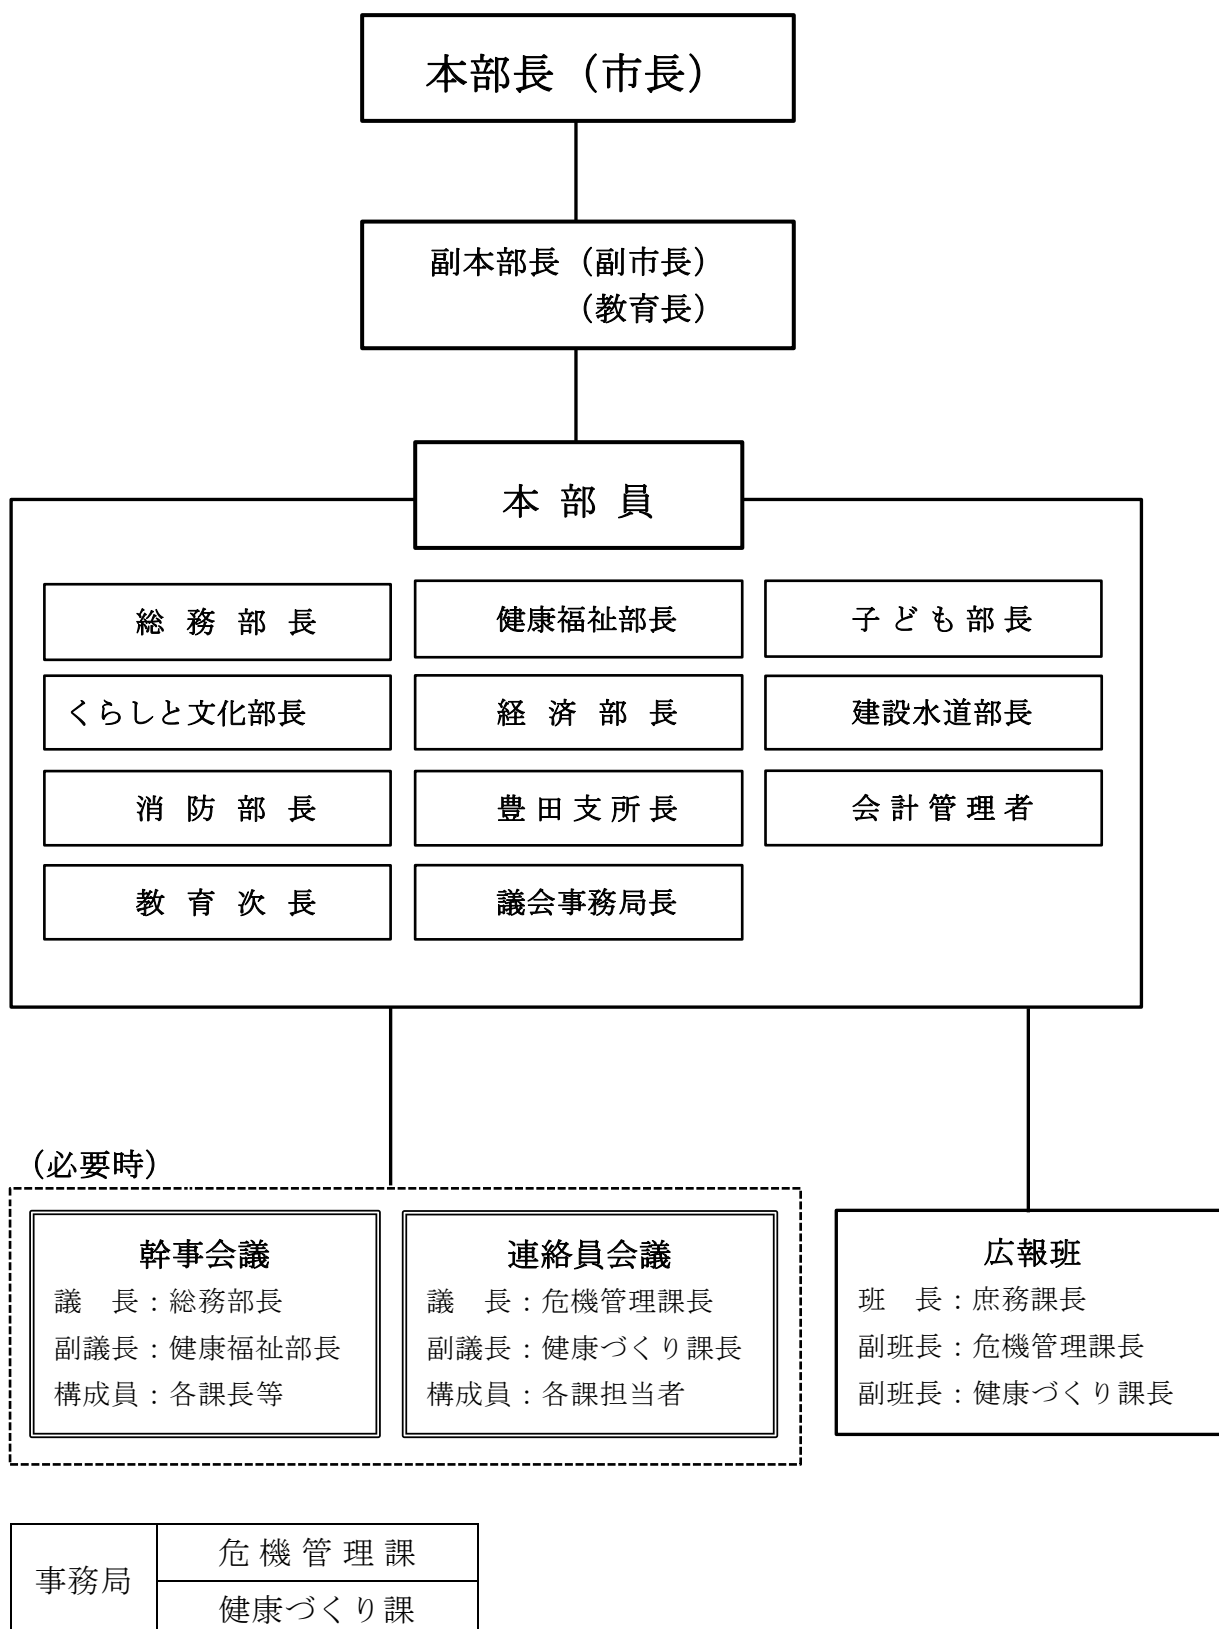 本部長（市長）
副本部長（副市長）
（教育長）
本部員
総務部長
健康福祉部長
子ども部長
くらしと文化部長
経済部長
建設水道部長
消防部長
豊田支所長
会計管理者
教育次長
議会事務局長
（必要時）
幹事会議
議　長：総務部長
副議長：健康福祉部長
構成員：各課長等
連絡員会議
議　長：危機管理課長
副議長：健康づくり課長
構成員：各課担当者
広報班
班　長：庶務課長
副班長：危機管理課長
副班長：健康づくり課長
事務局
危機管理課
健康づくり課